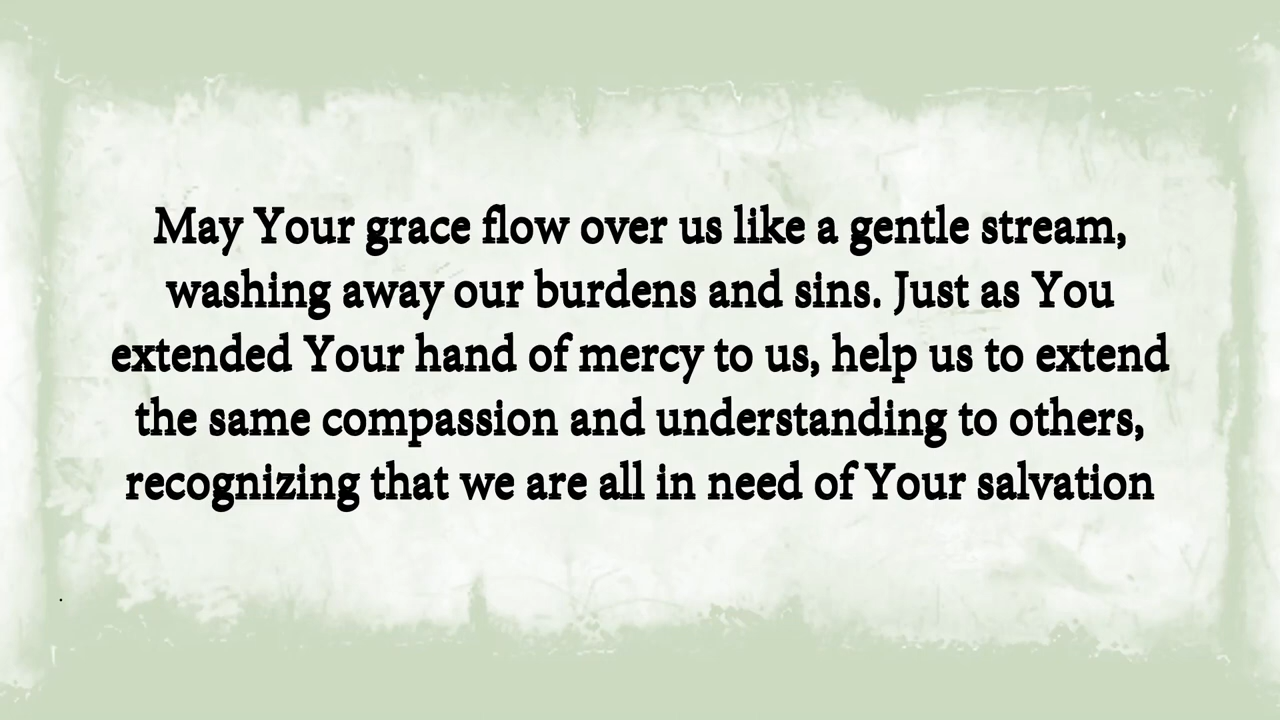 May Your grace flow over us like a gentle stream,
washing away our burdens and sins. Just as You
extended Your hand of mercy to us, help us to extend
the same compassion and understanding to others,
recognizing that we are all in need of Your salvation
.